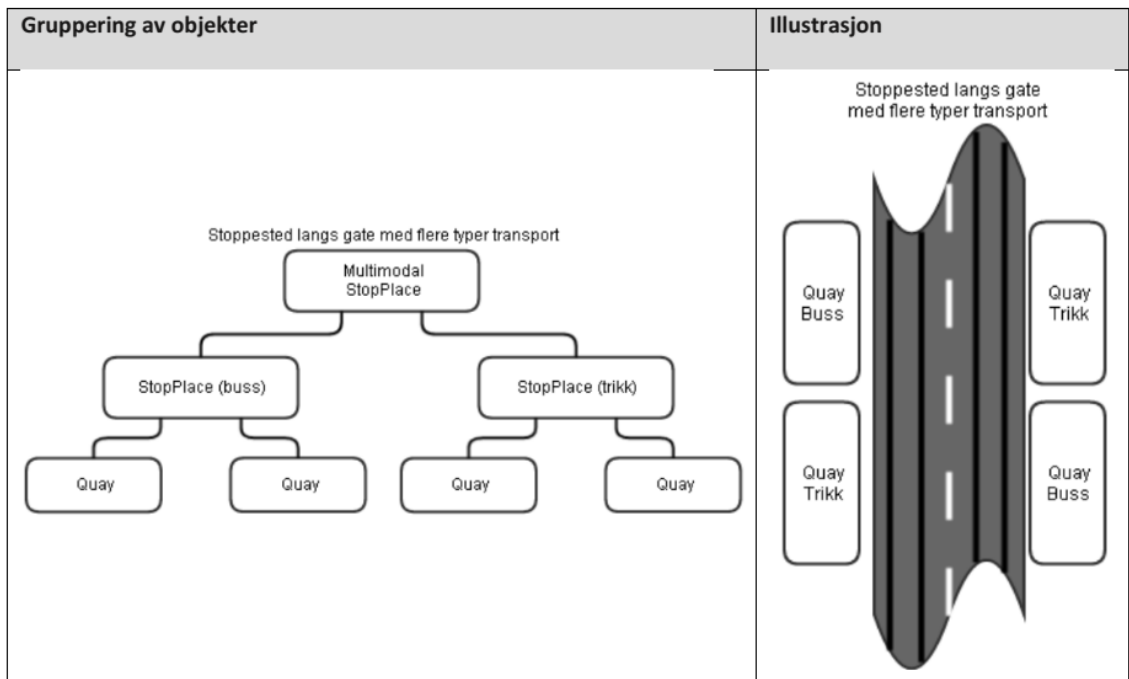 Gruppering av objekter
Illustrasjon
Stoppested langs gate med flere typer transport
Multimodal
StopPlace
StopPlace (buss)
StopPlace (trikk)
Quay
Quay
Quay
Quay
Stoppested langs gate
med flere typer transport
Quay
Buss
Quay
Trikk
Quay
Trikk
Quay
Buss